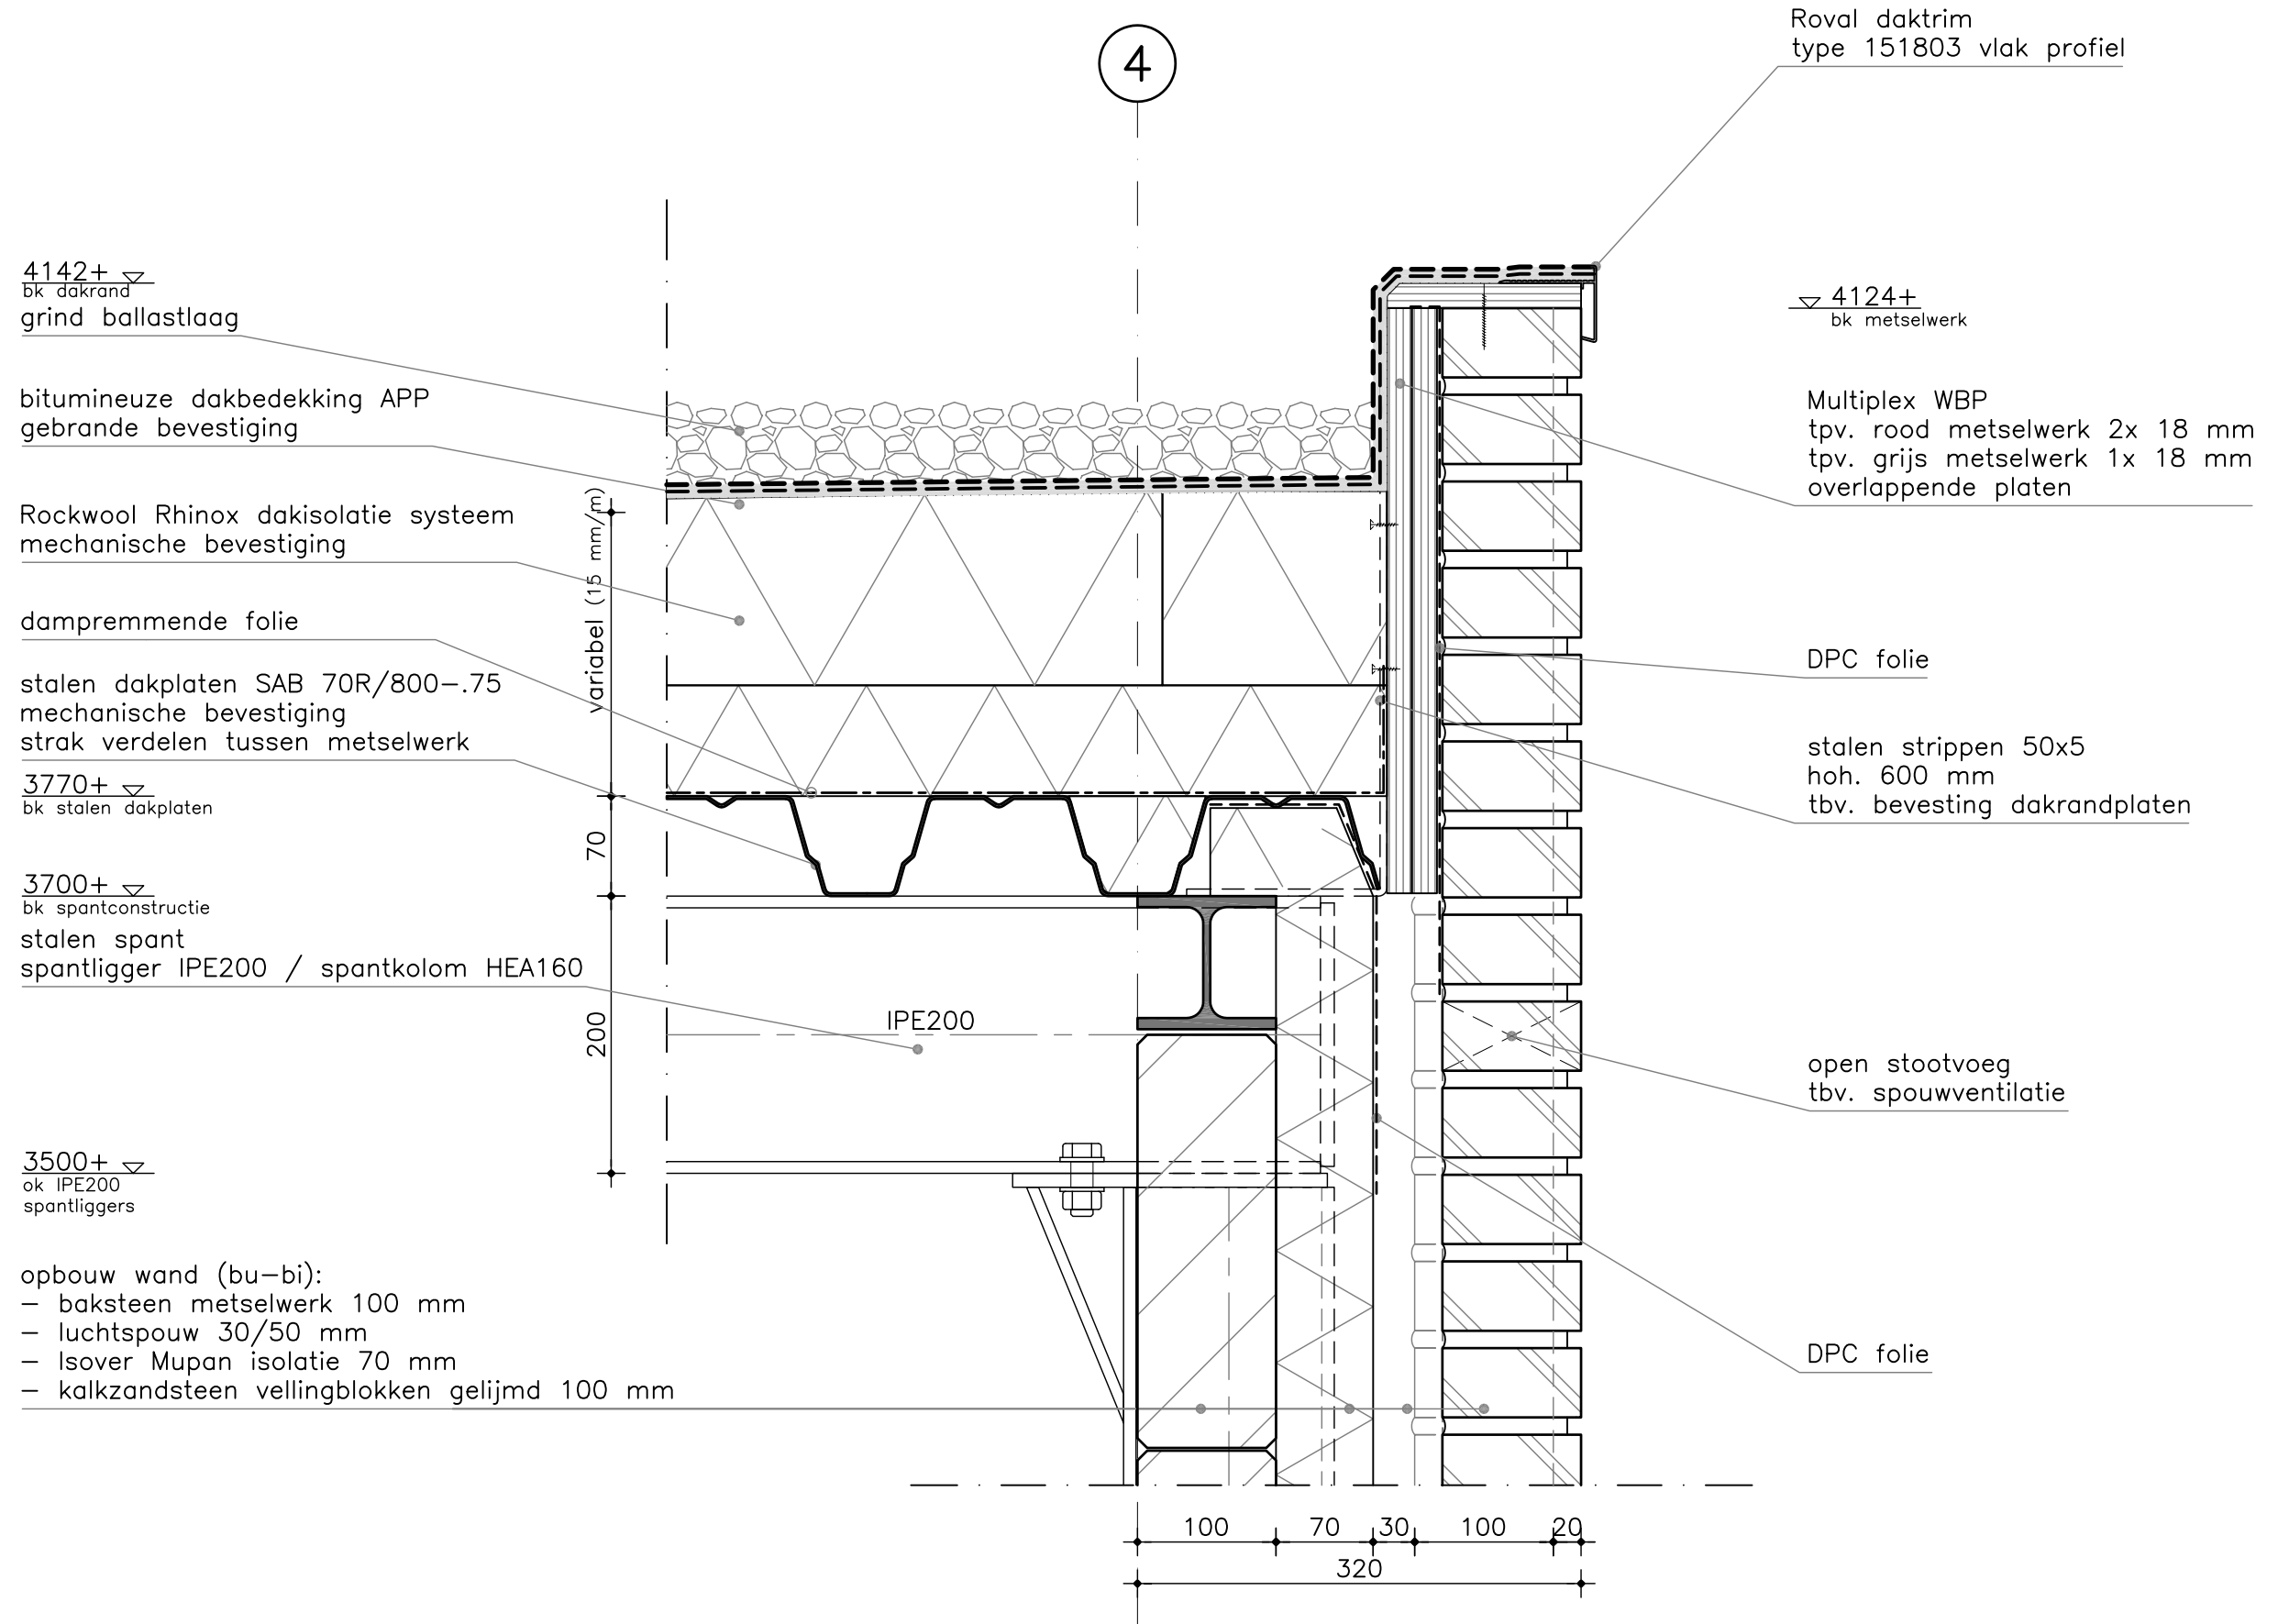 Roval daktrim
type 151803 vlak profiel
4
4142+
bk dakrand
grind ballastlaag
4124+
bk metselwerk
bitumineuze dakbedekking APP
gebrande bevestiging
Multiplex WBP
tpv. rood metselwerk 2x 18 mm
tpv. grijs metselwerk 1x 18 mm
overlappende platen
Rockwool Rhinox dakisolatie systeem
mechanische bevestiging
variabel (15 mm/m)
dampremmende folie
DPC folie
stalen dakplaten SAB 70R/800-.75
mechanische bevestiging
strak verdelen tussen metselwerk
stalen strippen 50x5
hoh. 600 mm
tbv. bevesting dakrandplaten
3770+
bk stalen dakplaten
70
3700+
bk spantconstructie
stalen spant
spantligger IPE200 / spantkolom HEA160
200
IPE200
open stootvoeg
tbv. spouwventilatie
3500+
ok IPE200
spantliggers
opbouw wand (bu-bi):
- baksteen metselwerk 100 mm
- luchtspouw 30/50 mm
- Isover Mupan isolatie 70 mm
- kalkzandsteen vellingblokken gelijmd 100 mm
DPC folie
100 70 30 100 20
320